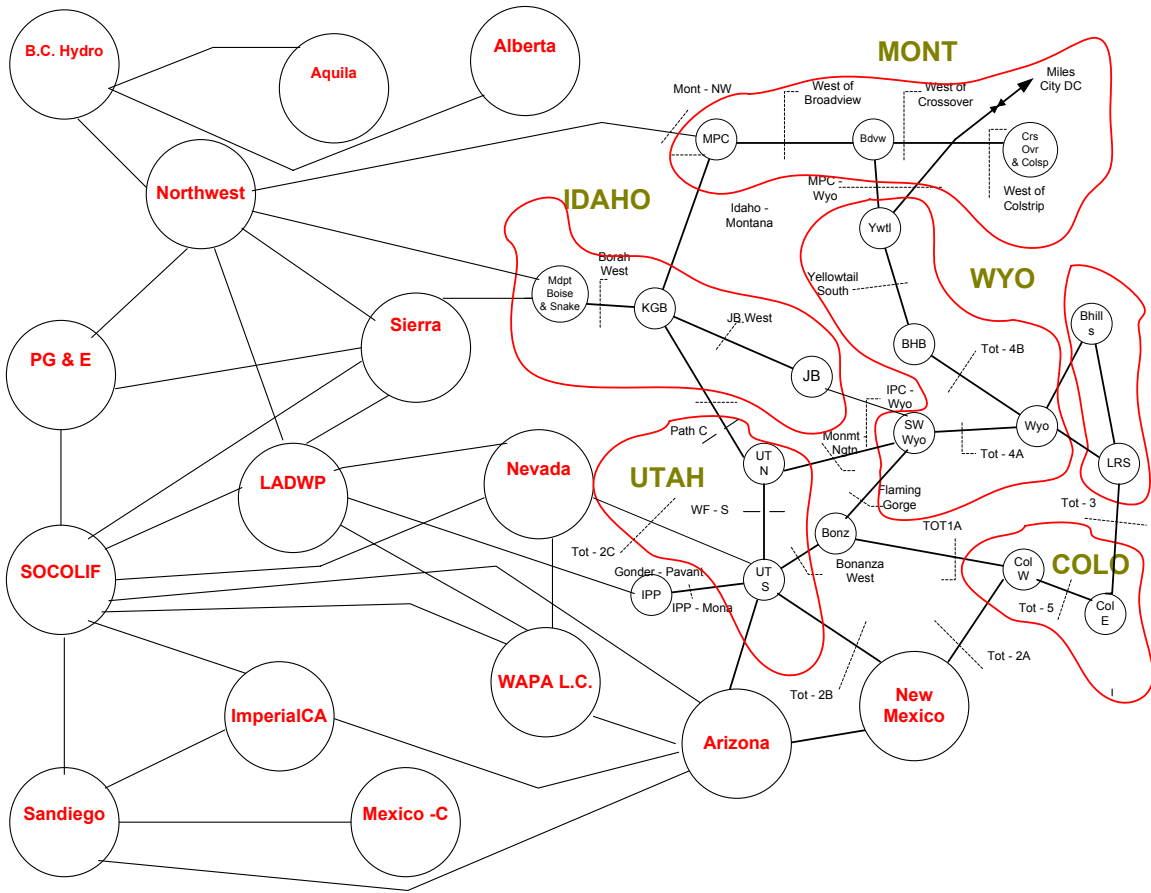 B.C. Hydro
Aquila
Alberta
MONT
Miles
City DC
Mont - NW
West of
Broadview
West of
Crossover
MPC
Bdvw
Crs
Ovr
& Colsp
Northwest
IDAHO
MPC -
Wyo
West of
Colstrip
Idaho -
Montana
Ywtl
Borah
West
Yellowtail
South
WYO
Mdpt
Boise
& Snake
KGB
Sierra
JB West
Bhill
s
PG & E
BHB
Tot - 4B
JB
IPC -
Wyo
Path C
Monmt -
Ngtn
SW
Wyo
Wyo
Tot - 4A
UT
N
LRS
Nevada
LADWP
UTAH
Flaming
Gorge
WF - S
Tot - 3
TOT1A
Tot - 2C
Bonz
SOCOLIF
Gonder - Pavant
Bonanza
West
Col
W
COLO
UT
S
IPP
IPP - Mona
Tot - 5
Col
E
Tot - 2A
WAPA L.C.
Tot - 2B
New
Mexico
I
ImperialCA
Arizona
Sandiego
Mexico -C